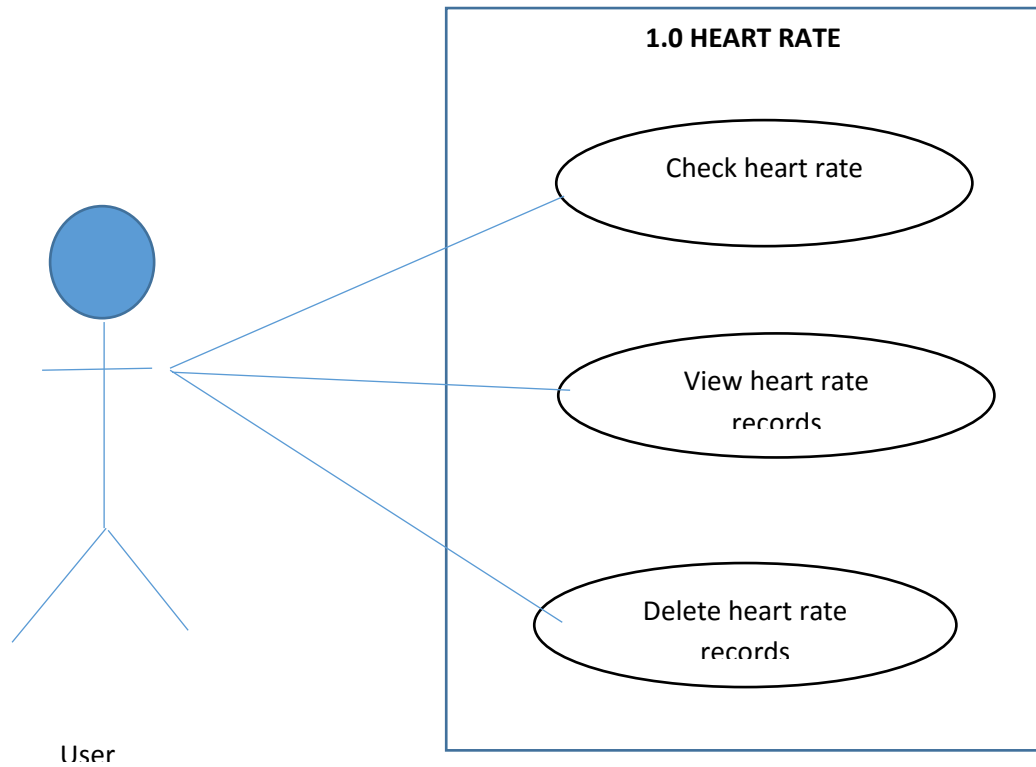 1.0 HEART RATE
Check heart rate
View heart rate
records
Delete heart rate
records
User